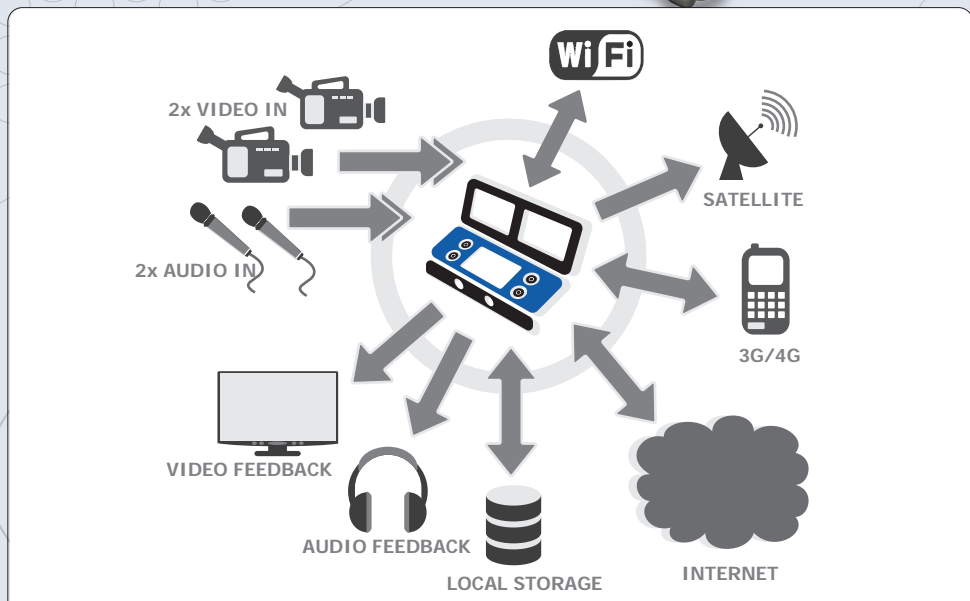 WiFi
2x VIDEO IN
SATELLITE
2x AUDIO IN
3G/4G
VIDEO FEEDBACK
AUDIO FEEDBACK
LOCAL STORAGE
INTERNET